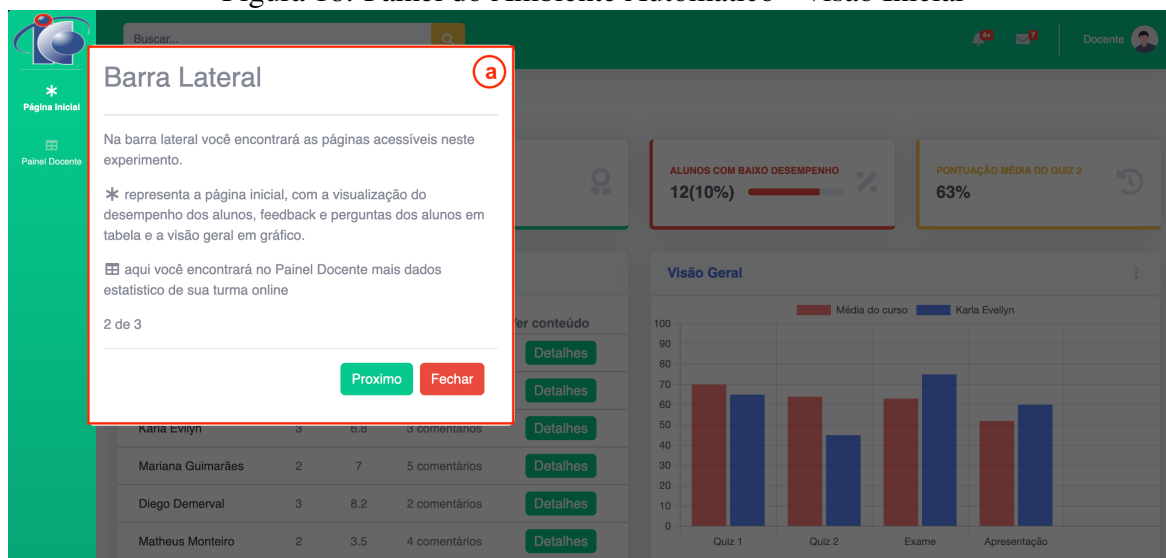 Figura 18: Painel do Ambiente Automático - Visão Inicial
Buscar...
4+
7
Docente
Página Inicial
Painel Docente
a
Barra Lateral
Na barra lateral você encontrará as páginas acessíveis neste
experimento.
representa a página inicial, com a visualização do
desempenho dos alunos, feedback e perguntas dos alunos em
tabela e a visão geral em gráfico.
aqui você encontrará no Painel Docente mais dados
estatistico de sua turma online
2 de 3
Proximo
Fechar
ALUNOS COM BAIXO DESEMPENHO
12(10%)
PONTUAÇÃO MÉDIA DO QUIZ 2
63%
er conteúdo
Detalhes
Detalhes
Karla Evilyn 3 6.8 3 comentários Detalhes
Mariana Guimarães 2 7 5 comentários Detalhes
Diego Demerval 3 8.2 2 comentários Detalhes
Matheus Monteiro 2 3.5 4 comentários Detalhes
Visão Geral
Média do curso Karla Evellyn
100
90
80
70
60
50
40
30
20
10
0
Quiz 1 Quiz 2 Exame Apresentação